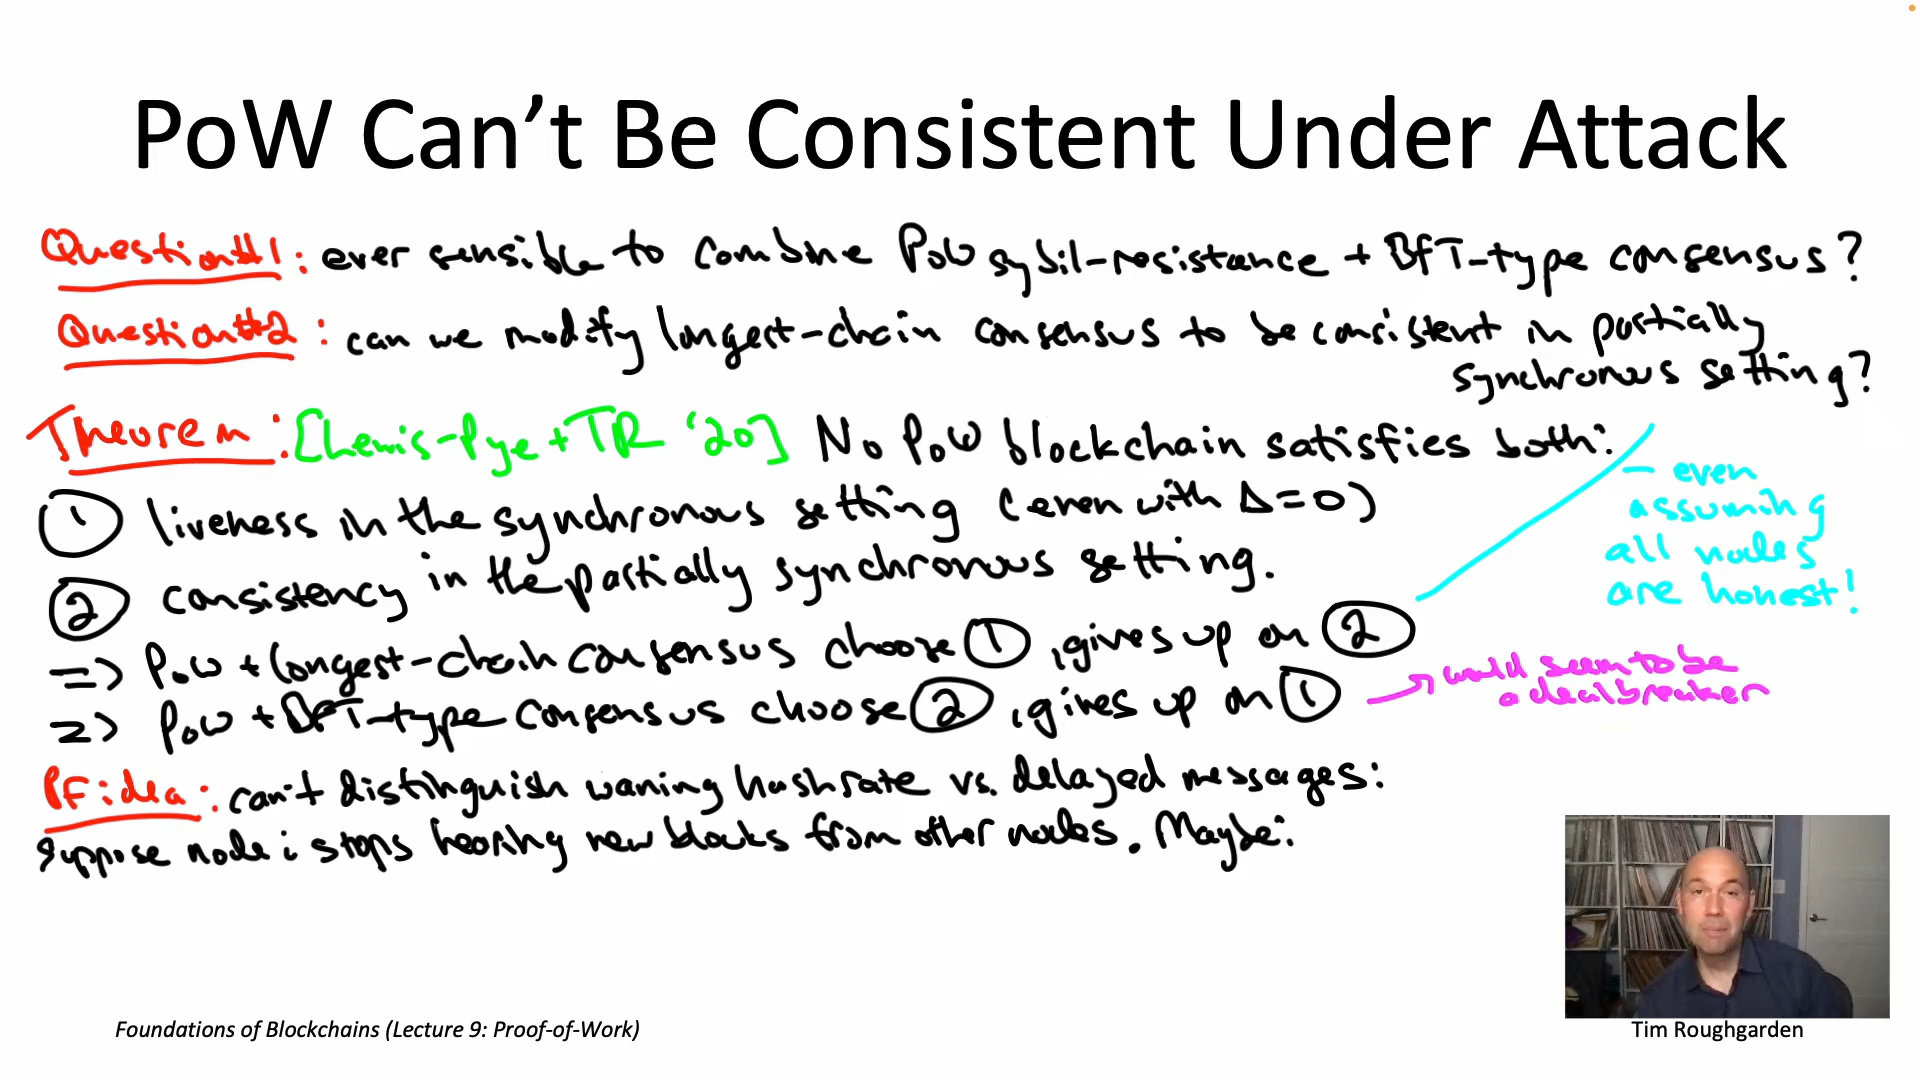 PoW Can't Be Consistent Under Attack
Question #1: ever sensible to combine PoW sybil-resistance + BFT-type consensus?
Question #2: can we modify longest-chain consensus to be consistent in partially
synchronous setting?
Theorem: [Lewis-Pye + TR '20] No PoW blockchain satisfies both:
- even
assuming
all nodes
are honest!
① liveness in the synchronous setting (even with Δ=0)
② consistency in the partially synchronous setting.
=> PoW + longest-chain consensus choose ①, gives up on ②
=> PoW + BFT-type consensus choose ②, gives up on ①
→ would seem to be
a dealbreaker
Pf idea: can't distinguish waning hashrate vs. delayed messages:
suppose node i stops hearing new blocks from other nodes. Maybe:
Foundations of Blockchains (Lecture 9: Proof-of-Work)
Tim Roughgarden